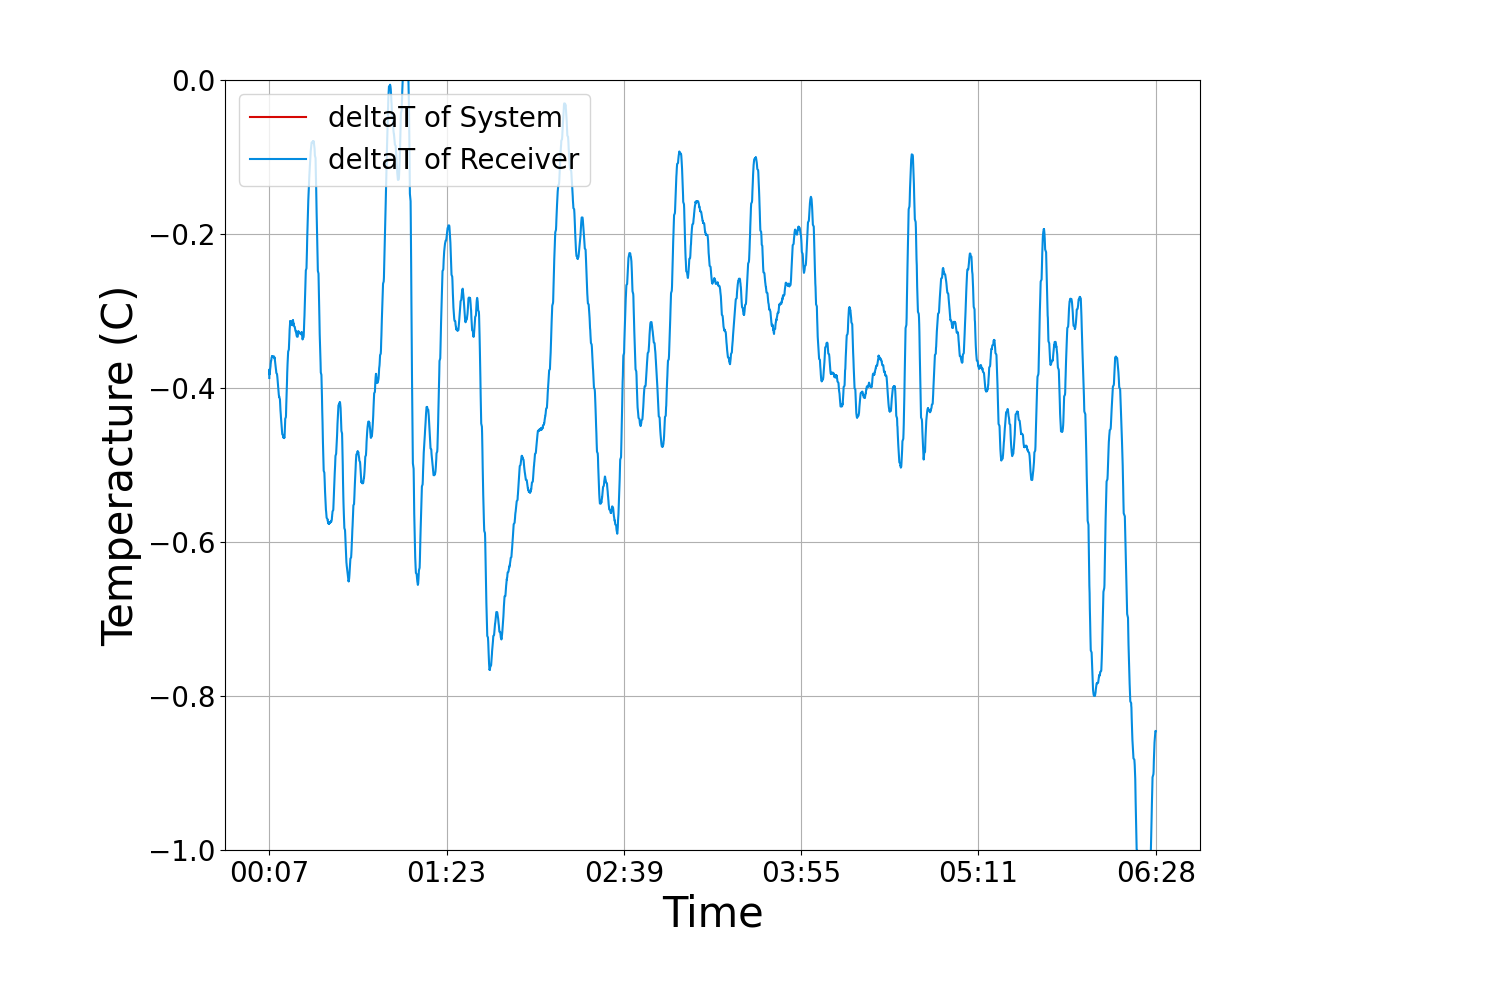 0.0
deltaT of System
deltaT of Receiver
−0.2
−0.4
−0.6
−0.8
−1.0
Temperacture (C)
00:07 01:23 02:39 03:55 05:11 06:28
Time